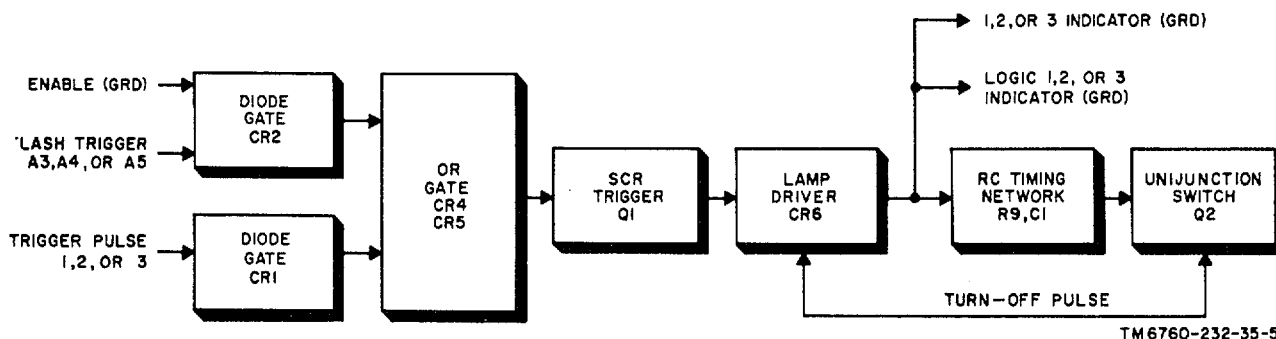 ENABLE (GRD)
'LASH TRIGGER
A3,A4, OR A5
TRIGGER PULSE
1,2, OR 3
DIODE
GATE
CR2
DIODE
GATE
CR1
OR
GATE
CR4
CR5
SCR
TRIGGER
Q1
LAMP
DRIVER
CR6
1,2,OR 3 INDICATOR (GRD)
LOGIC 1,2, OR 3
INDICATOR (GRD)
RC TIMING
NETWORK
R9,C1
UNIJUNCTION
SWITCH
Q2
TURN-OFF PULSE
TM6760-232-35-5